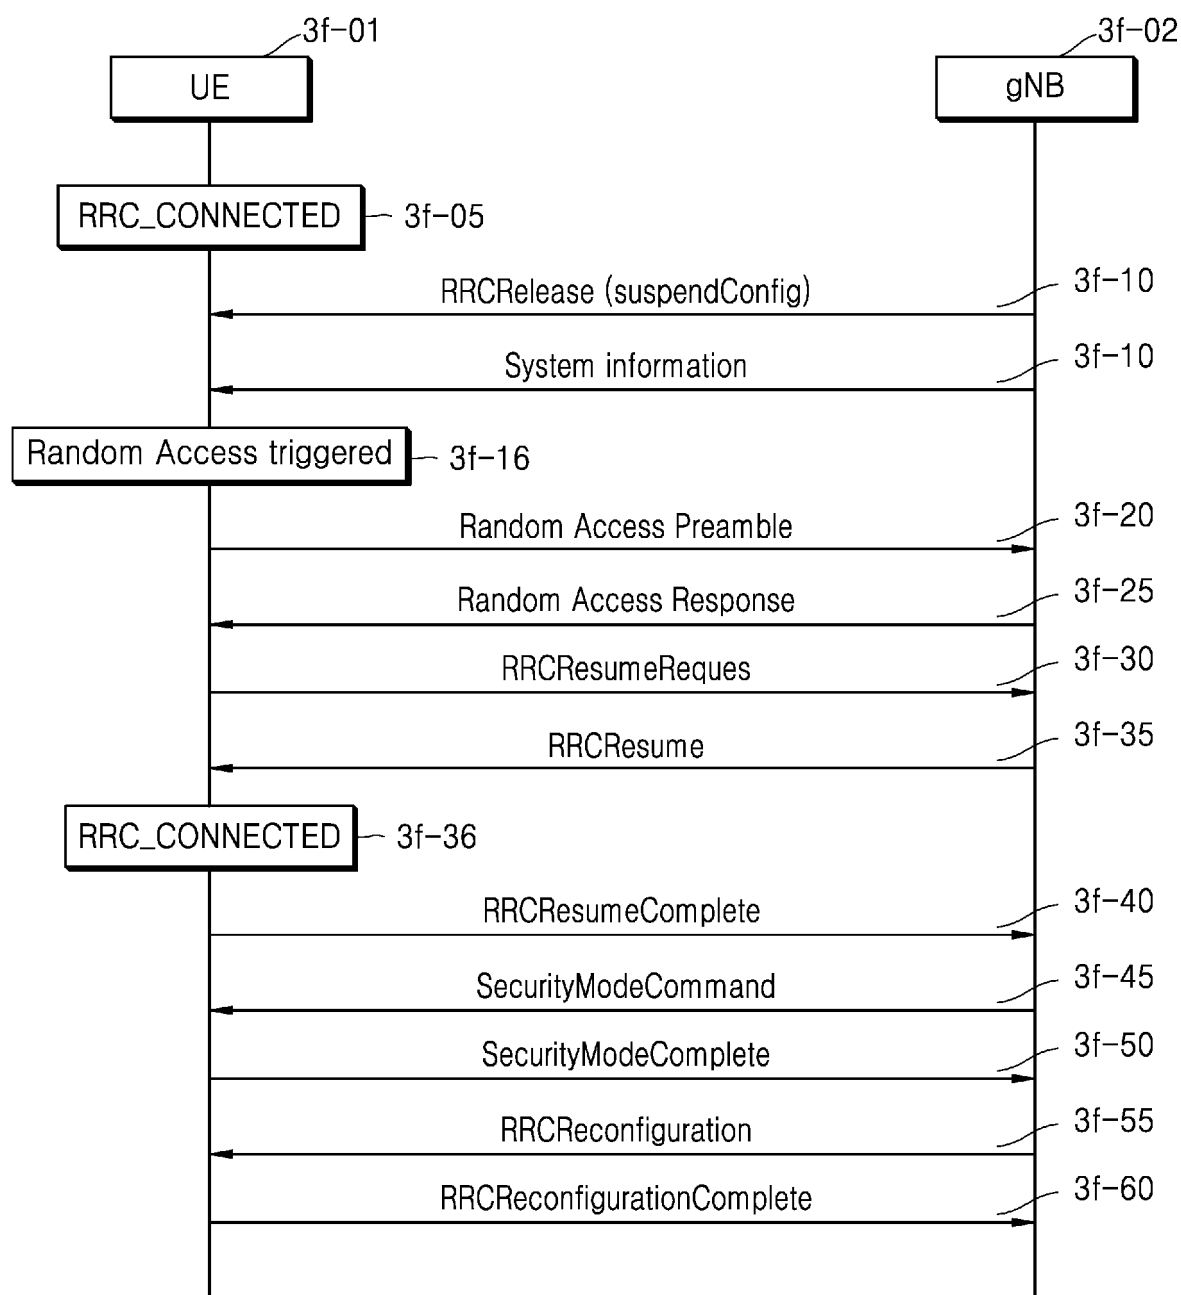 3f-01
3f-02
UE
gNB
RRC_CONNECTED
3f-05
RRCRelease (suspendConfig)
3f-10
System information
3f-10
Random Access triggered
3f-16
Random Access Preamble
3f-20
Random Access Response
3f-25
RRCResumeReques
3f-30
RRCResume
3f-35
RRC_CONNECTED
3f-36
RRCResumeComplete
3f-40
SecurityModeCommand
3f-45
SecurityModeComplete
3f-50
RRCReconfiguration
3f-55
RRCReconfigurationComplete
3f-60